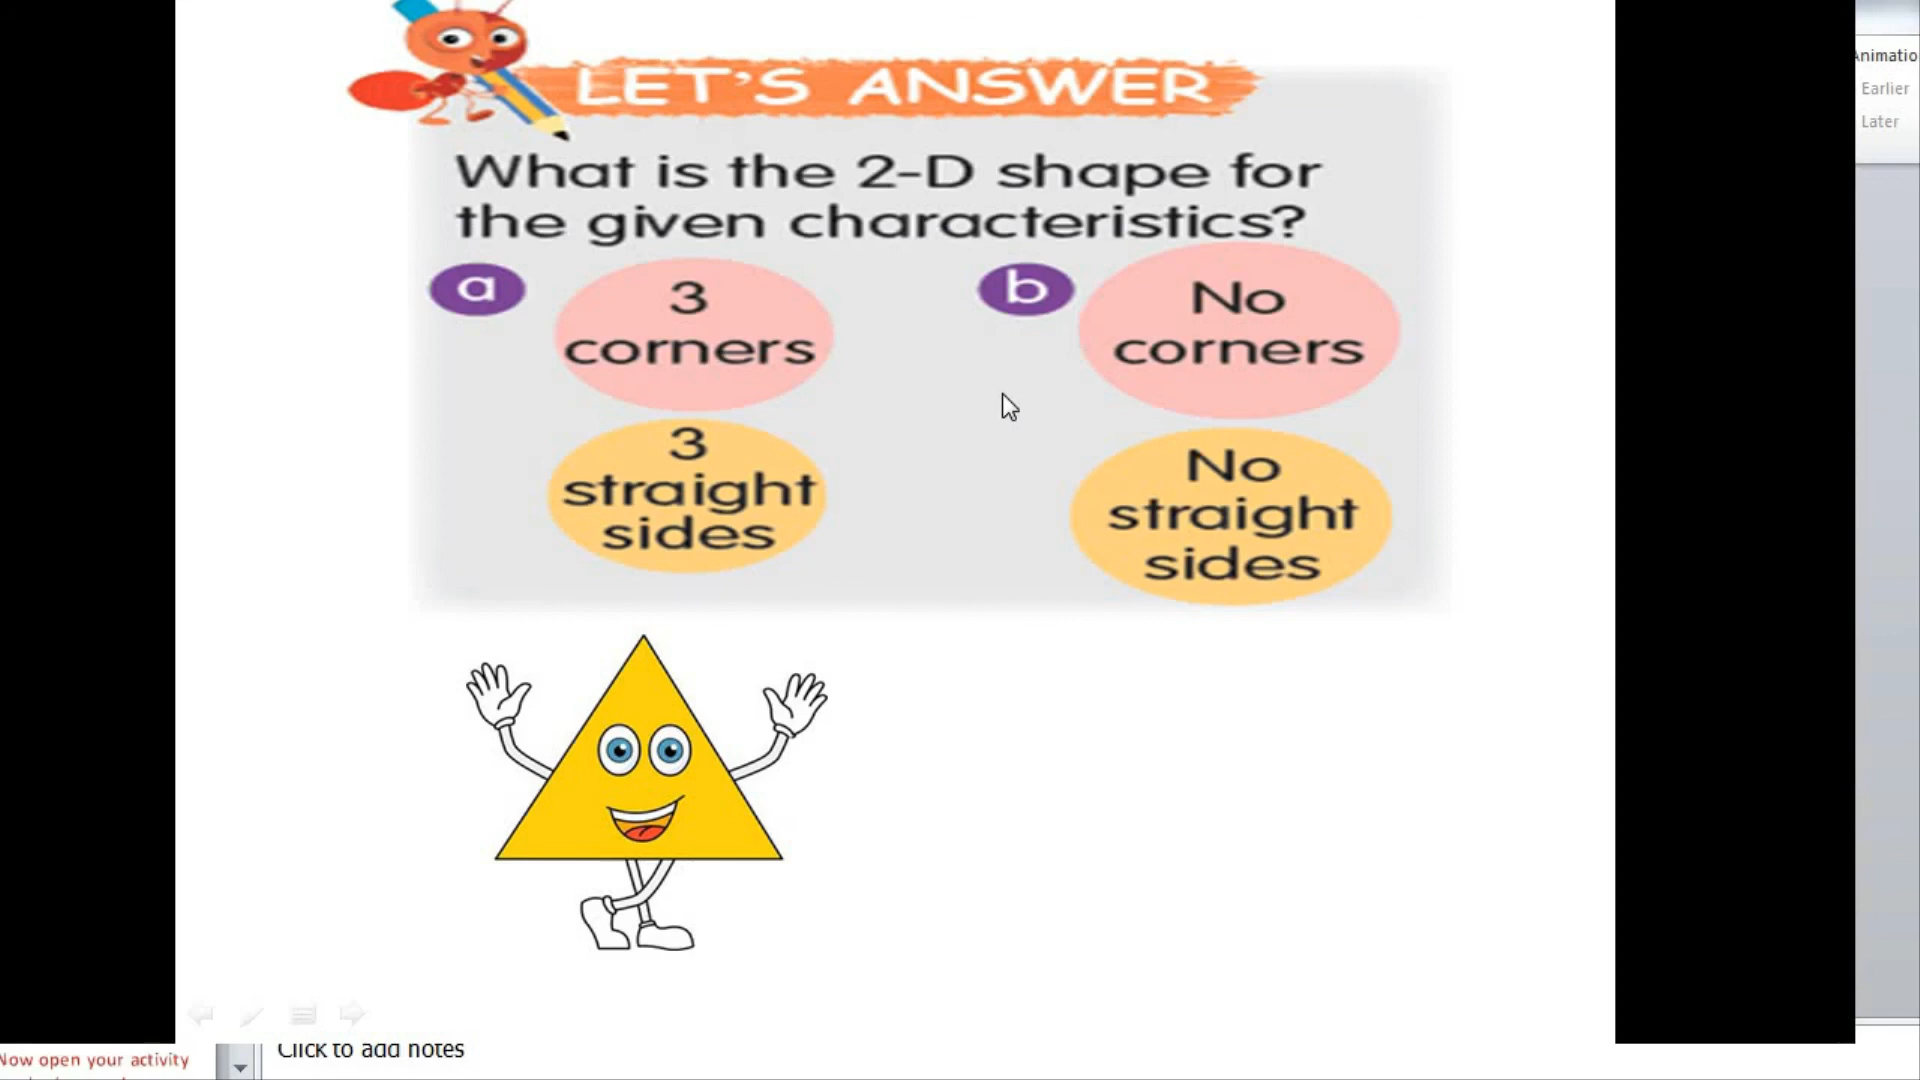 LET'S ANSWER
What is the 2-D shape for
the given characteristics?
a
3
corners
3
straight
sides
b
No
corners
No
straight
sides
Animatio
Earlier
Later
Click to add notes
Now open your activity